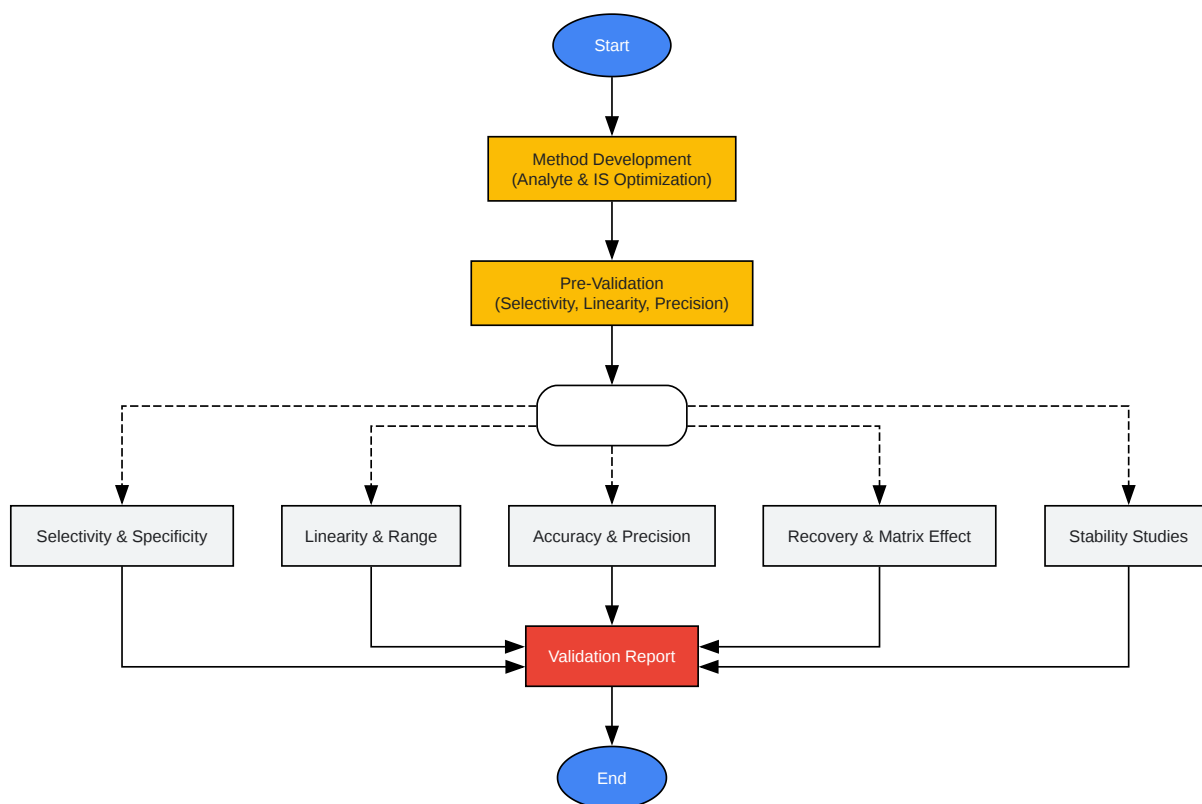 Start
Method Development
(Analyte & IS Optimization)
Pre-Validation
(Selectivity, Linearity, Precision)
Selectivity & Specificity
Linearity & Range
Accuracy & Precision
Recovery & Matrix Effect
Stability Studies
Validation Report
End